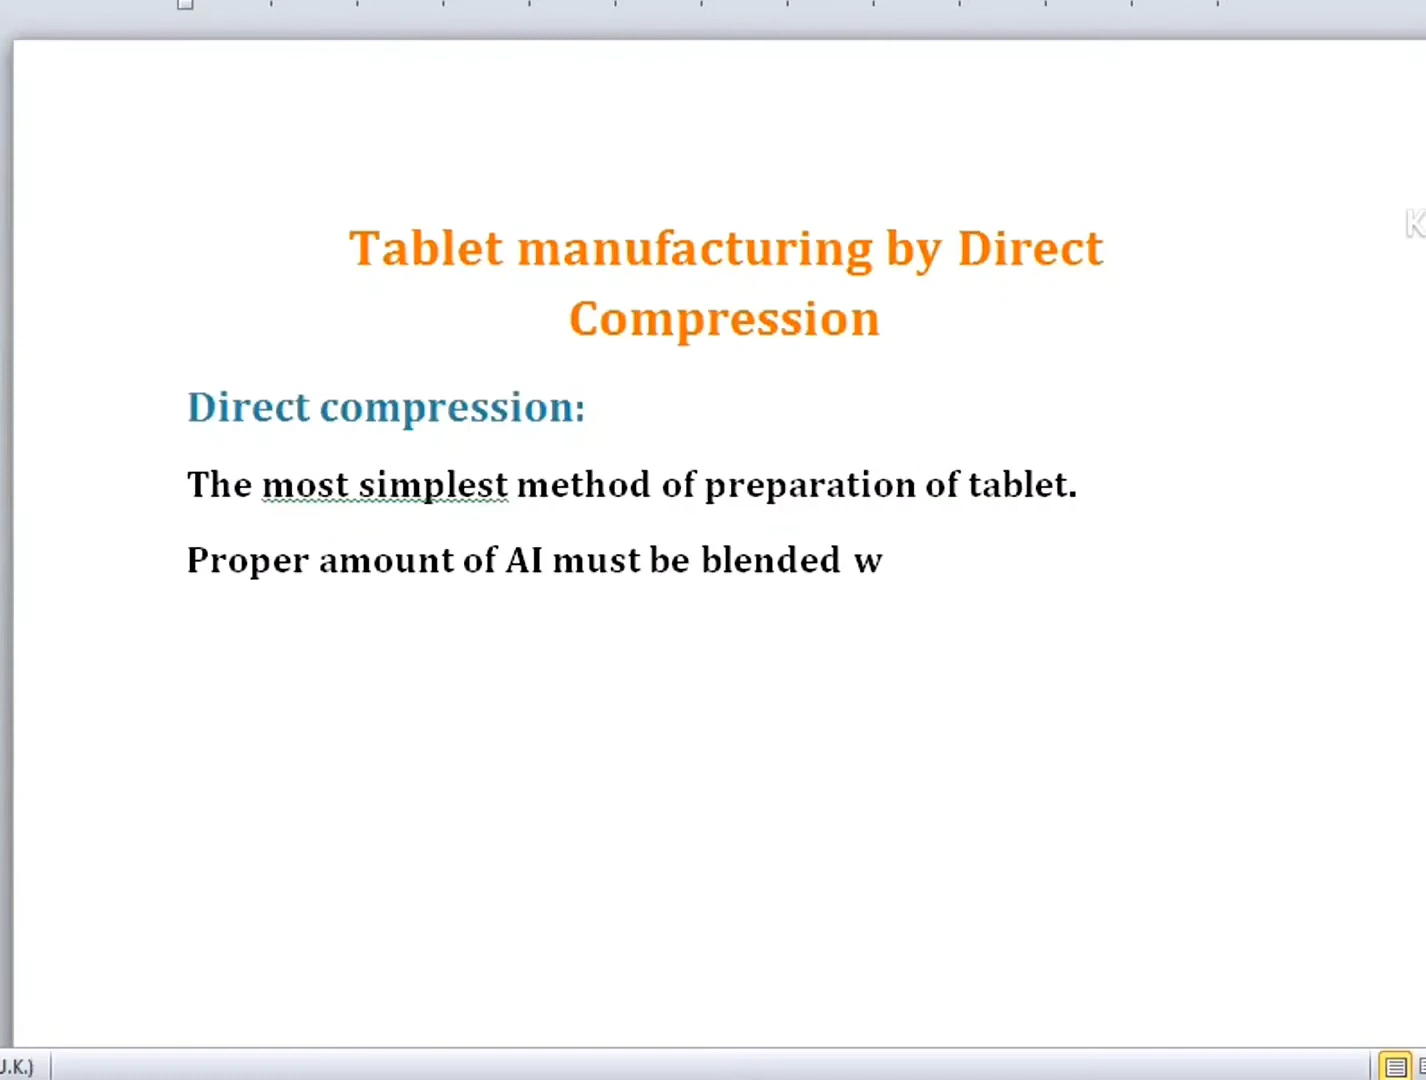 Tablet manufacturing by Direct
Compression
Direct compression:
The most simplest method of preparation of tablet.
Proper amount of AI must be blended w
K
J.K.)